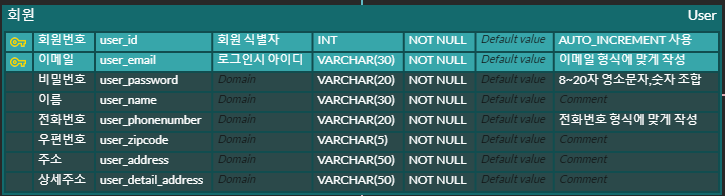 회원 User
회원번호 user_id 회원 식별자 INT NOT NULL Default value AUTO_INCREMENT 사용
이메일 user_email 로그인시 아이디 VARCHAR(30) NOT NULL Default value 이메일 형식에 맞게 작성
비밀번호 user_password Domain VARCHAR(20) NOT NULL Default value 8~20자 영소문자,숫자 조합
이름 user_name Domain VARCHAR(30) NOT NULL Default value Comment
전화번호 user_phonenumber Domain VARCHAR(20) NOT NULL Default value 전화번호 형식에 맞게 작성
우편번호 user_zipcode Domain VARCHAR(5) NOT NULL Default value Comment
주소 user_address Domain VARCHAR(50) NOT NULL Default value Comment
상세주소 user_detail_address Domain VARCHAR(50) NOT NULL Default value Comment